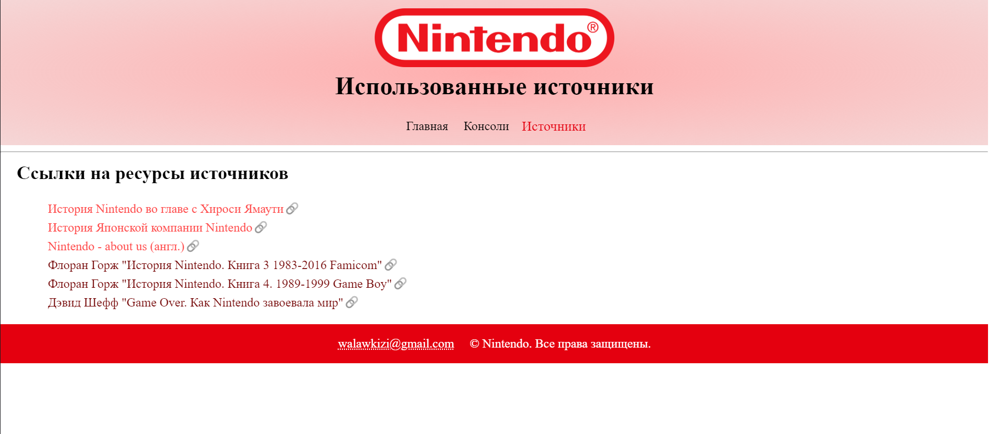 Nintendo®
Использованные источники
Главная Консоли Источники
Ссылки на ресурсы источников
История Nintendo во главе с Хироси Ямаути
История Японской компании Nintendo
Nintendo - about us (англ.)
Флоран Горж "История Nintendo. Книга 3 1983-2016 Famicom"
Флоран Горж "История Nintendo. Книга 4. 1989-1999 Game Boy"
Дэвид Шефф "Game Over. Как Nintendo завоевала мир"
walawkizi@gmail.com © Nintendo. Все права защищены.